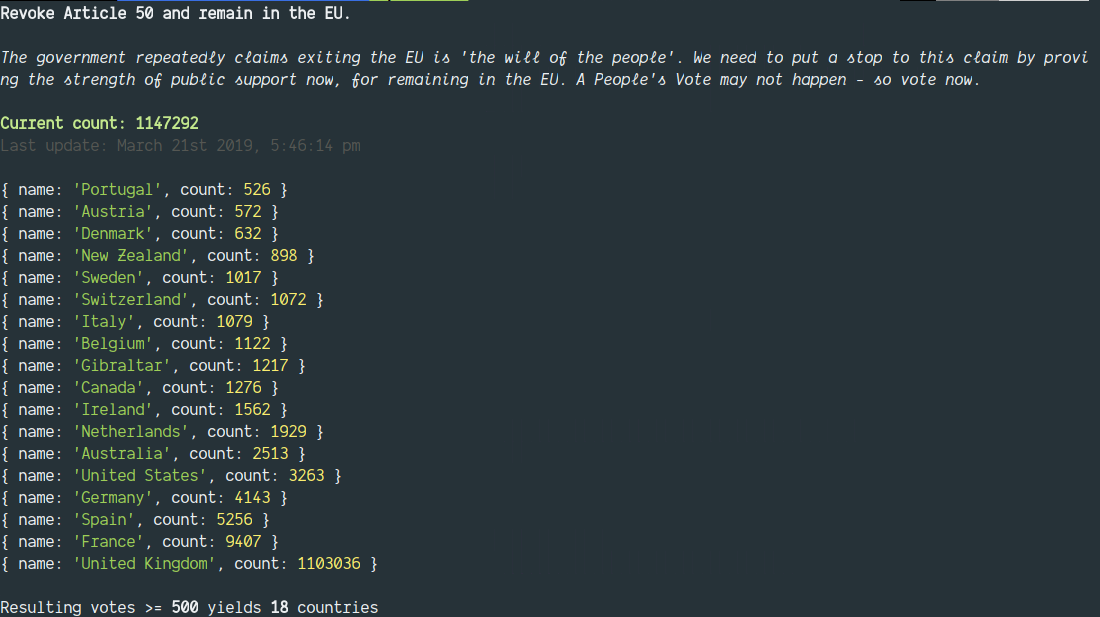 Revoke Article 50 and remain in the EU.
The government repeatedly claims exiting the EU is 'the will of the people'. We need to put a stop to this claim by provi
ng the strength of public support now, for remaining in the EU. A People's Vote may not happen - so vote now.
Current count: 1147292
Last update: March 21st 2019, 5:46:14 pm
{ name: 'Portugal', count: 526 }
{ name: 'Austria', count: 572 }
{ name: 'Denmark', count: 632 }
{ name: 'New Zealand', count: 898 }
{ name: 'Sweden', count: 1017 }
{ name: 'Switzerland', count: 1072 }
{ name: 'Italy', count: 1079 }
{ name: 'Belgium', count: 1122 }
{ name: 'Gibraltar', count: 1217 }
{ name: 'Canada', count: 1276 }
{ name: 'Ireland', count: 1562 }
{ name: 'Netherlands', count: 1929 }
{ name: 'Australia', count: 2513 }
{ name: 'United States', count: 3263 }
{ name: 'Germany', count: 4143 }
{ name: 'Spain', count: 5256 }
{ name: 'France', count: 9407 }
{ name: 'United Kingdom', count: 1103036 }
Resulting votes >= 500 yields 18 countries